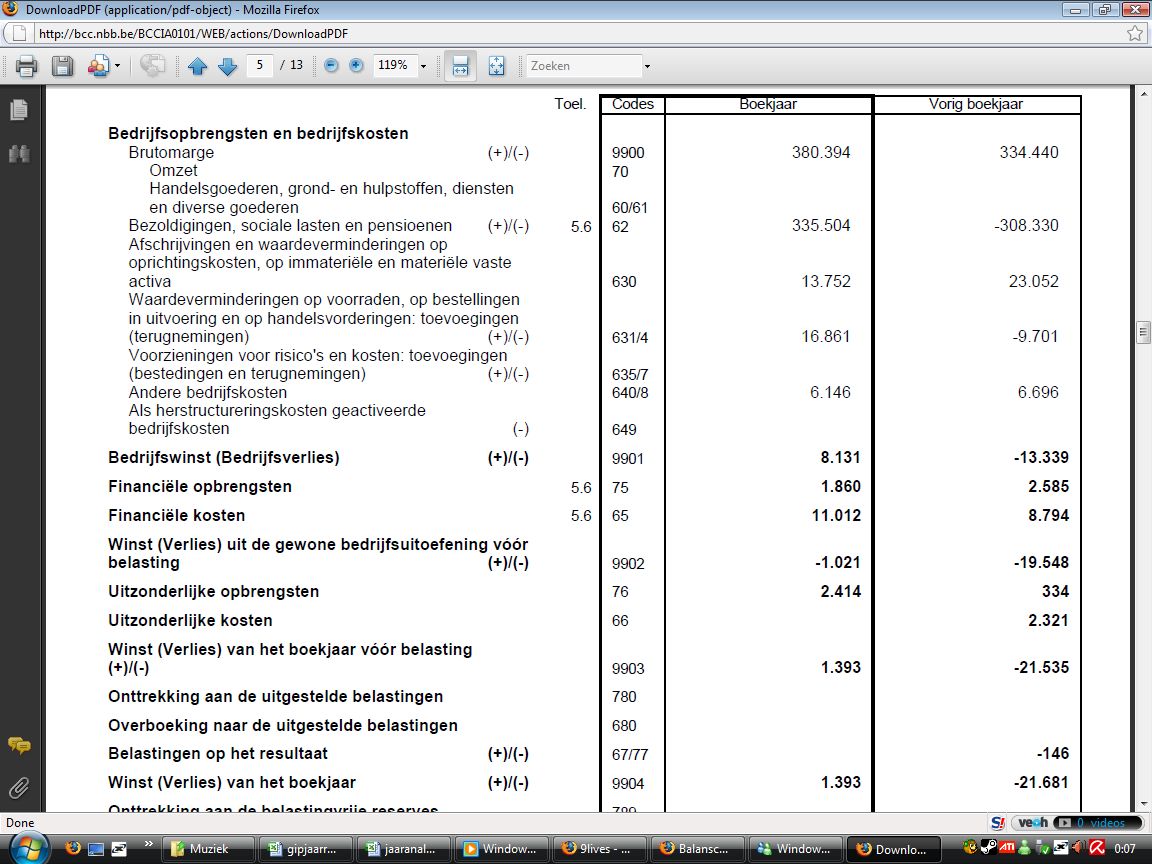 DownloadPDF (application/pdf-object) - Mozilla Firefox
http://bcc.nbb.be/BCCIA0101/WEB/actions/DownloadPDF
5 / 13 119% Zoeken
Toel. Codes Boekjaar Vorig boekjaar
Bedrijfsopbrengsten en bedrijfskosten
Brutomarge (+)/(-) 9900 380.394 334.440
Omzet 70
Handelsgoederen, grond- en hulpstoffen, diensten
en diverse goederen 60/61
Bezoldigingen, sociale lasten en pensioenen (+)/(-) 5.6 62 335.504 -308.330
Afschrijvingen en waardeverminderingen op
oprichtingskosten, op immateriële en materiële vaste
activa 630 13.752 23.052
Waardeverminderingen op voorraden, op bestellingen
in uitvoering en op handelsvorderingen: toevoegingen
(terugnemingen) (+)/(-) 631/4 16.861 -9.701
Voorzieningen voor risico's en kosten: toevoegingen
(bestedingen en terugnemingen) (+)/(-) 635/7
Andere bedrijfskosten 640/8 6.146 6.696
Als herstructureringskosten geactiveerde
bedrijfskosten (-) 649
Bedrijfswinst (Bedrijfsverlies) (+)/(-) 9901 8.131 -13.339
Financiële opbrengsten 5.6 75 1.860 2.585
Financiële kosten 5.6 65 11.012 8.794
Winst (Verlies) uit de gewone bedrijfsuitoefening vóór
belasting (+)/(-) 9902 -1.021 -19.548
Uitzonderlijke opbrengsten 76 2.414 334
Uitzonderlijke kosten 66 2.321
Winst (Verlies) van het boekjaar vóór belasting
(+)/(-) 9903 1.393 -21.535
Onttrekking aan de uitgestelde belastingen 780
Overboeking naar de uitgestelde belastingen 680
Belastingen op het resultaat (+)/(-) 67/77 -146
Winst (Verlies) van het boekjaar (+)/(-) 9904 1.393 -21.681
Onttrekking aan de belastingvrije reserves 789
Done S! veoh 0 videos
» Muziek gipjaarr... jaaranal... Window... 9lives - ... Balansc... Window... Downlo... ATI 0:07